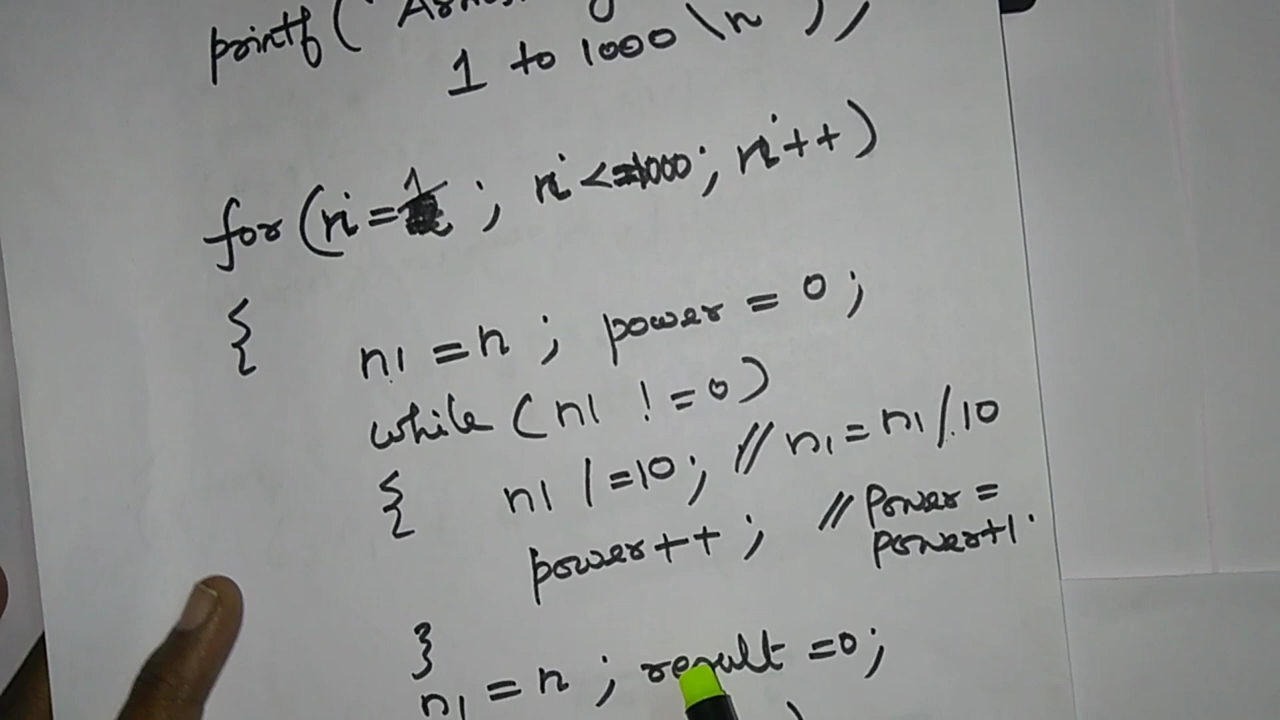 printf("
1 to 1000 \n");
for(n=1; n<=1000; n++)
{
n1 = n; power = 0;
while (n1 != 0)
{ n1 /=10; // n1 = n1/10
power++; // Power =
power+1.
}
n1 = n; result =0;
)